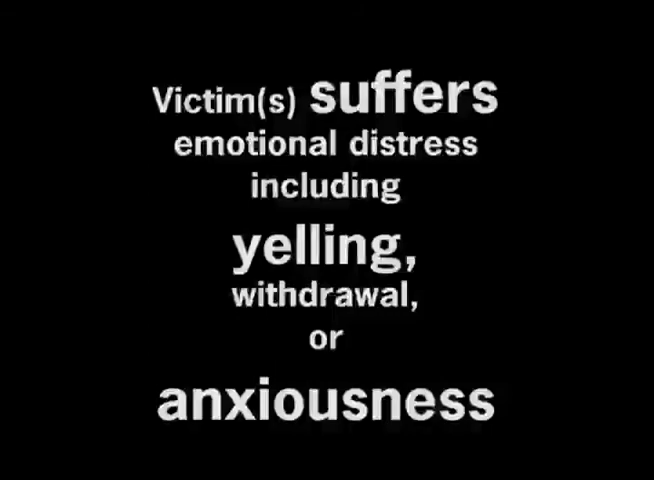 Victim(s) suffers
emotional distress
including
yelling,
withdrawal,
or
anxiousness